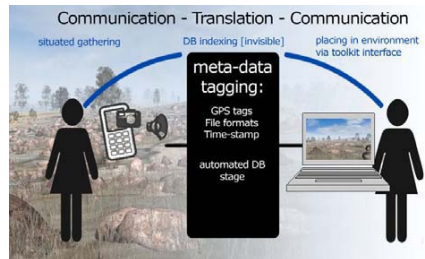 Communication - Translation - Communication
situated gathering
DB indexing [invisible]
placing in environment
via toolkit interface
meta-data
tagging:
GPS tags
File formats
Time-stamp
automated DB
stage